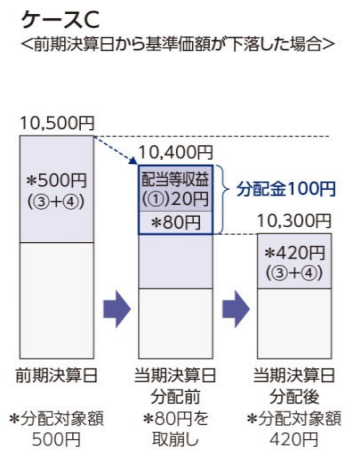 ケースC
<前期決算日から基準価額が下落した場合>
10,500円
10,400円
*500円
(③+④)
配当等収益
(①)20円
*80円
分配金100円
10,300円
*420円
(③+④)
前期決算日
当期決算日
分配前
当期決算日
分配後
*分配対象額
500円
*80円を
取崩し
*分配対象額
420円